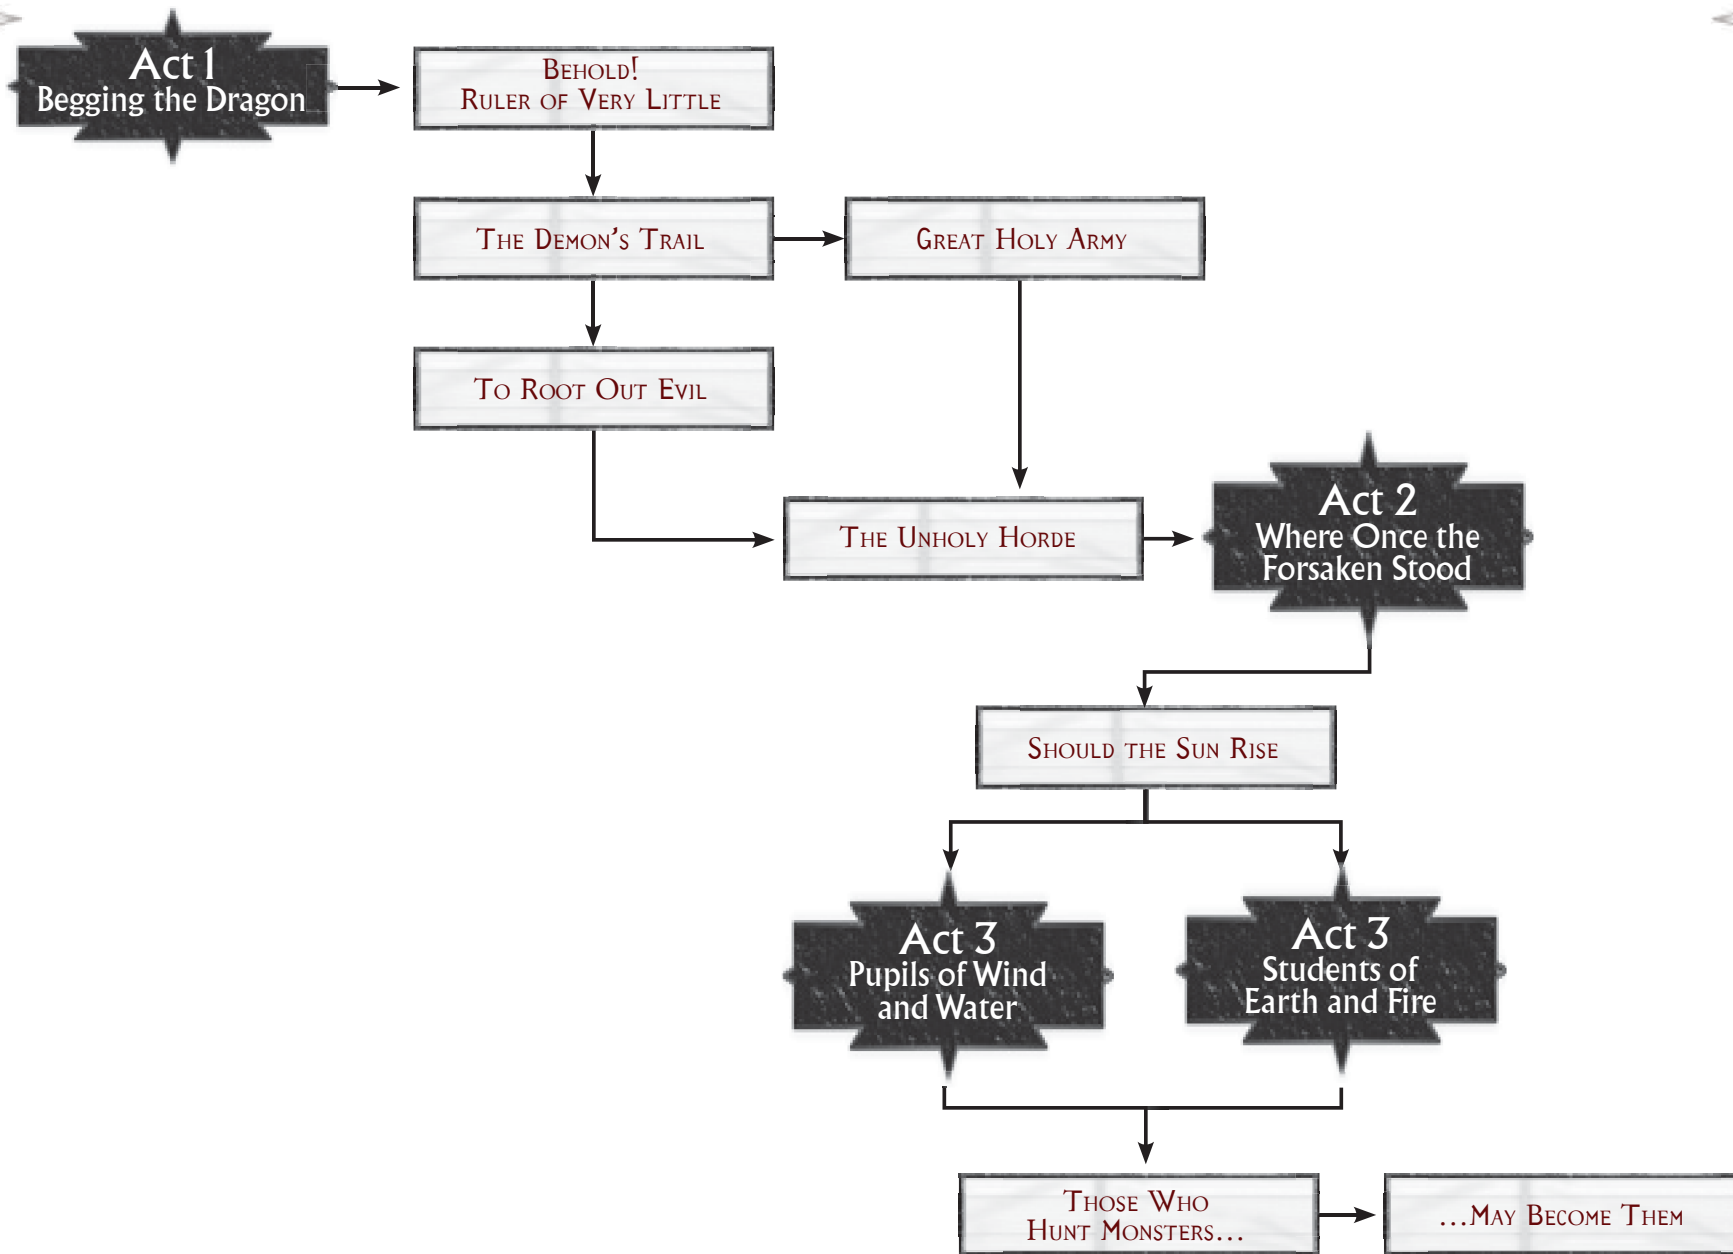 Act 1
Begging the Dragon
Behold!
Ruler of Very Little
The Demon's Trail
Great Holy Army
To Root Out Evil
The Unholy Horde
Act 2
Where Once the
Forsaken Stood
Should the Sun Rise
Act 3
Pupils of Wind
and Water
Act 3
Students of
Earth and Fire
Those Who
Hunt Monsters...
...May Become Them